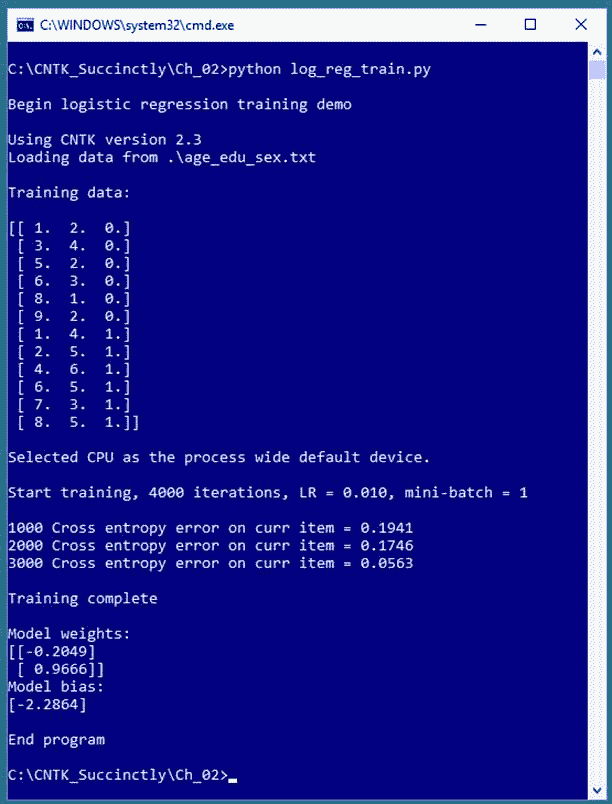 C:\WINDOWS\system32\cmd.exe
C:\CNTK_Succinctly\Ch_02>python log_reg_train.py
Begin logistic regression training demo
Using CNTK version 2.3
Loading data from .\age_edu_sex.txt
Training data:
[[ 1.  2.  0.]
 [ 3.  4.  0.]
 [ 5.  2.  0.]
 [ 6.  3.  0.]
 [ 8.  1.  0.]
 [ 9.  2.  0.]
 [ 1.  4.  1.]
 [ 2.  5.  1.]
 [ 4.  6.  1.]
 [ 6.  5.  1.]
 [ 7.  3.  1.]
 [ 8.  5.  1.]]
Selected CPU as the process wide default device.
Start training, 4000 iterations, LR = 0.010, mini-batch = 1
1000 Cross entropy error on curr item = 0.1941
2000 Cross entropy error on curr item = 0.1746
3000 Cross entropy error on curr item = 0.0563
Training complete
Model weights:
[[-0.2049]
 [ 0.9666]]
Model bias:
[-2.2864]
End program
C:\CNTK_Succinctly\Ch_02>